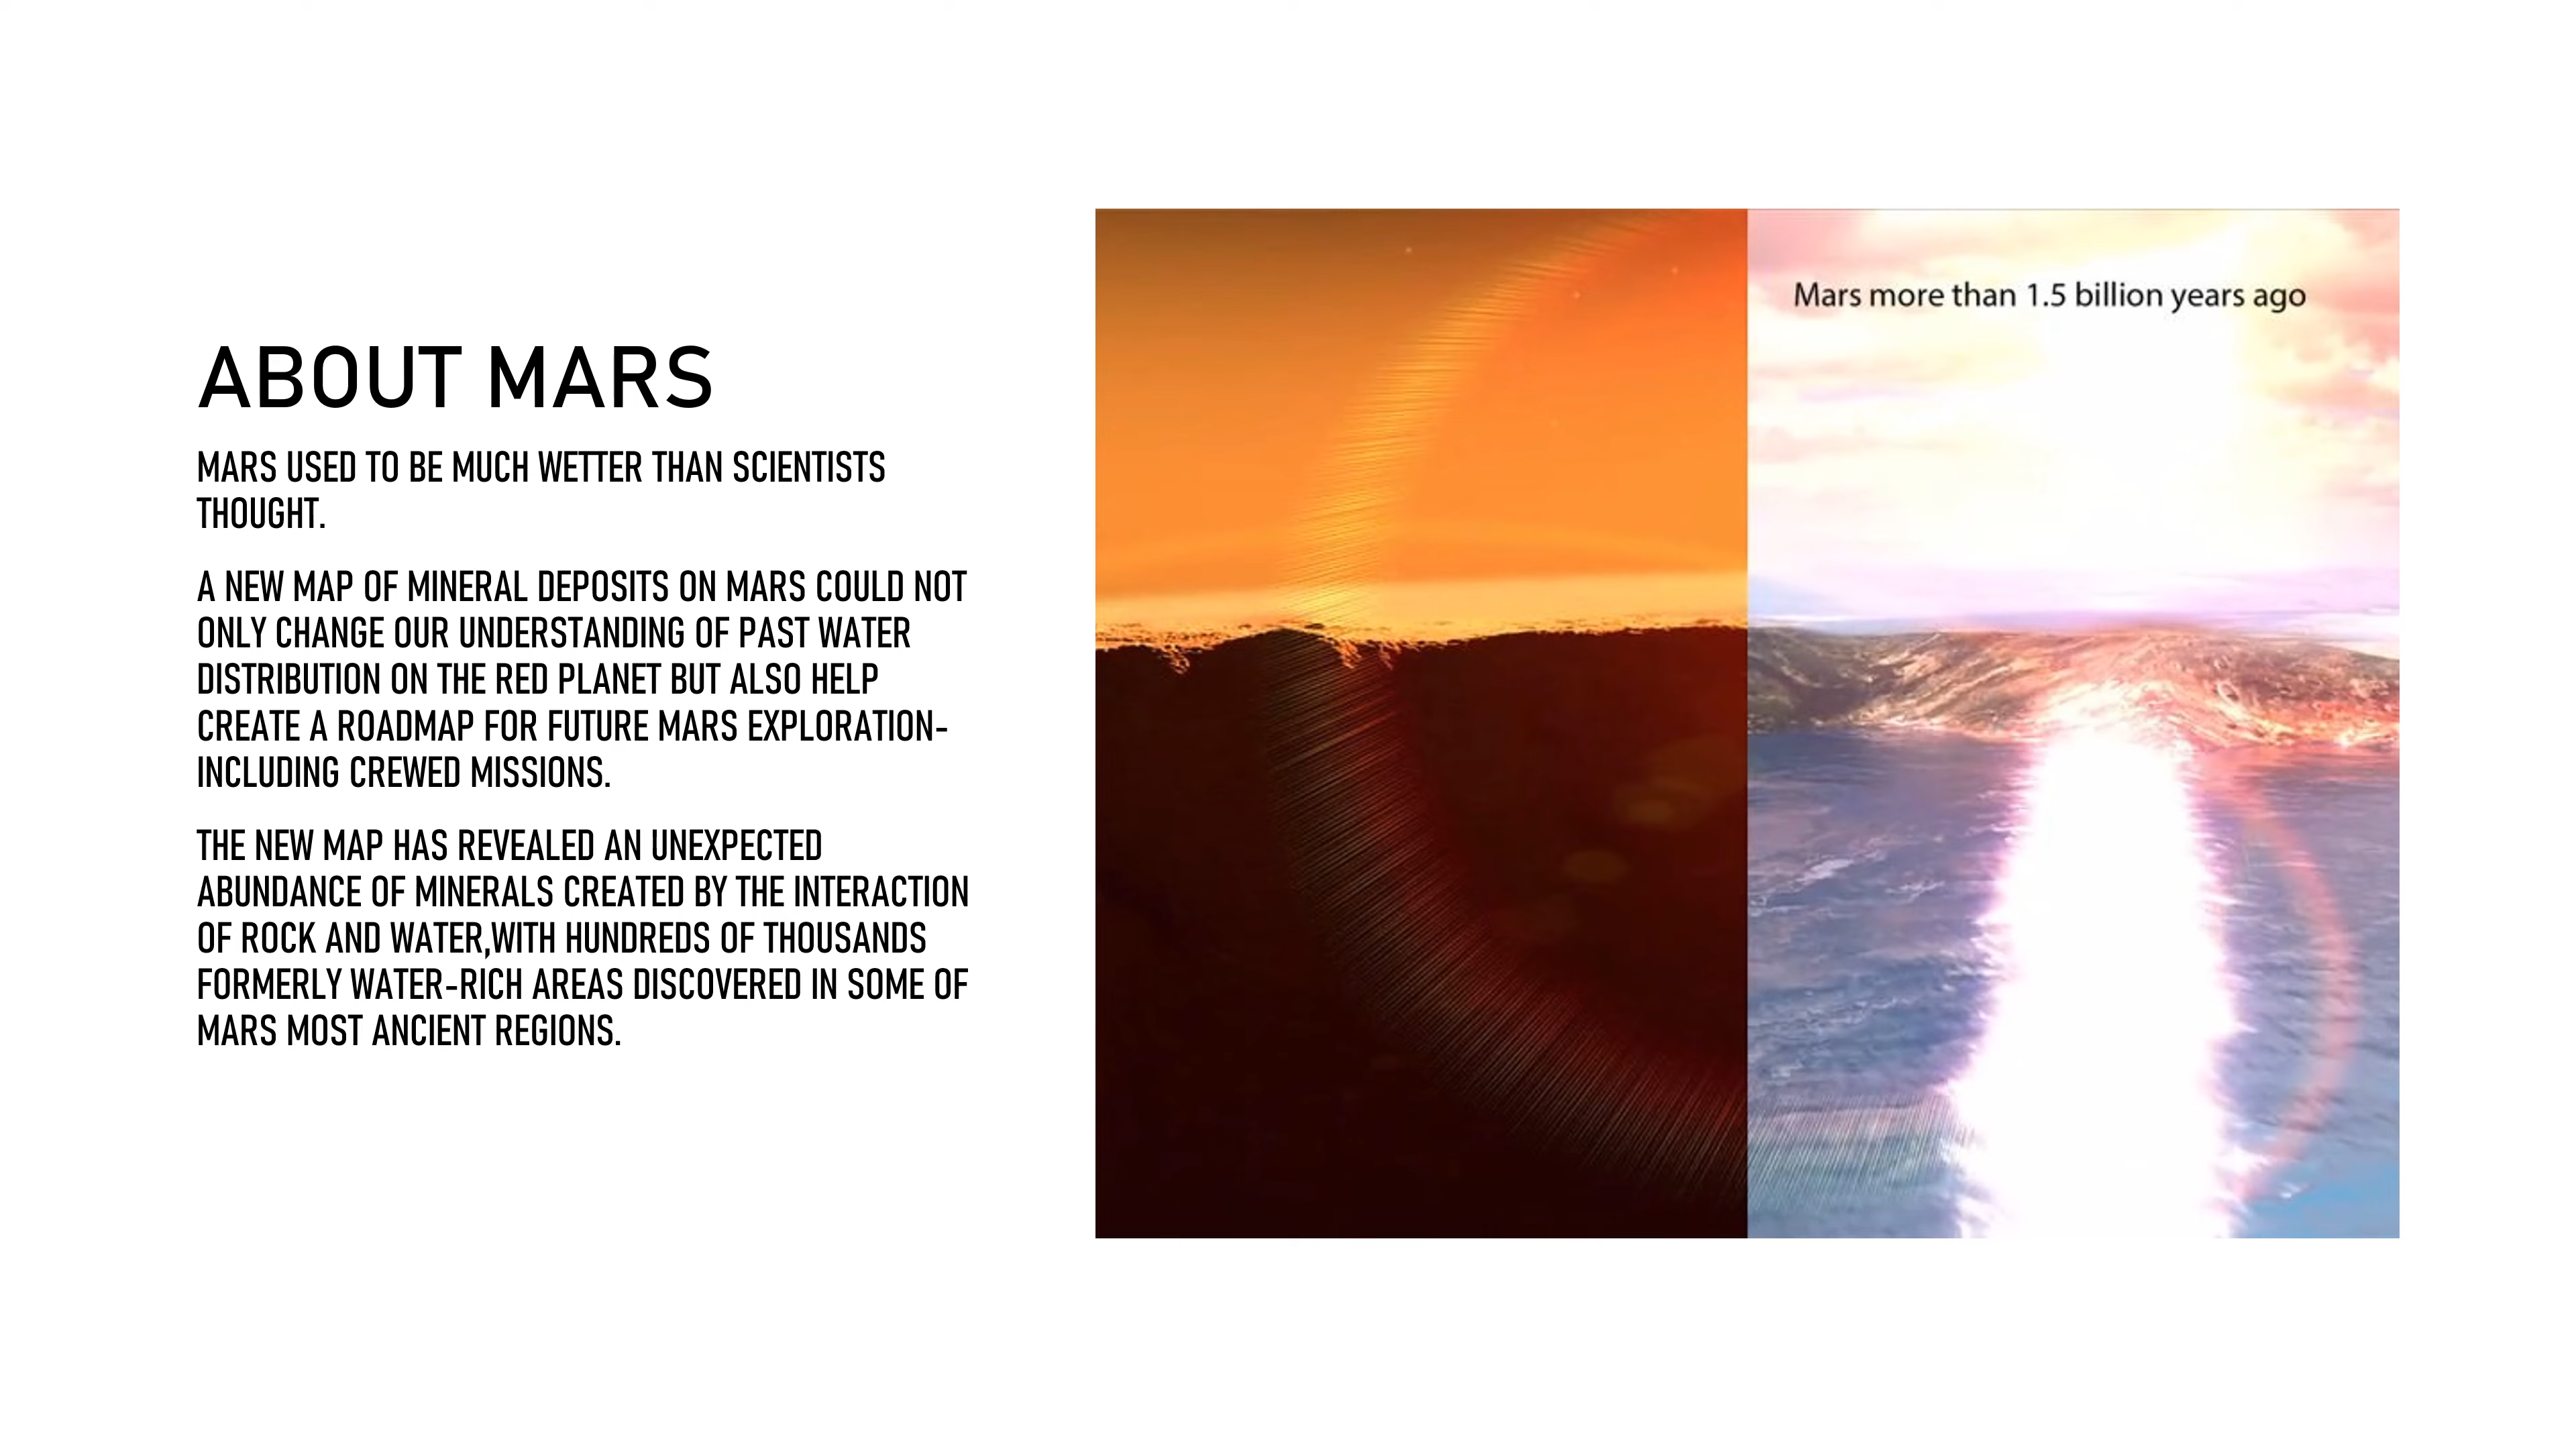 ABOUT MARS
MARS USED TO BE MUCH WETTER THAN SCIENTISTS
THOUGHT.
A NEW MAP OF MINERAL DEPOSITS ON MARS COULD NOT
ONLY CHANGE OUR UNDERSTANDING OF PAST WATER
DISTRIBUTION ON THE RED PLANET BUT ALSO HELP
CREATE A ROADMAP FOR FUTURE MARS EXPLORATION-
INCLUDING CREWED MISSIONS.
THE NEW MAP HAS REVEALED AN UNEXPECTED
ABUNDANCE OF MINERALS CREATED BY THE INTERACTION
OF ROCK AND WATER,WITH HUNDREDS OF THOUSANDS
FORMERLY WATER-RICH AREAS DISCOVERED IN SOME OF
MARS MOST ANCIENT REGIONS.
Mars more than 1.5 billion years ago